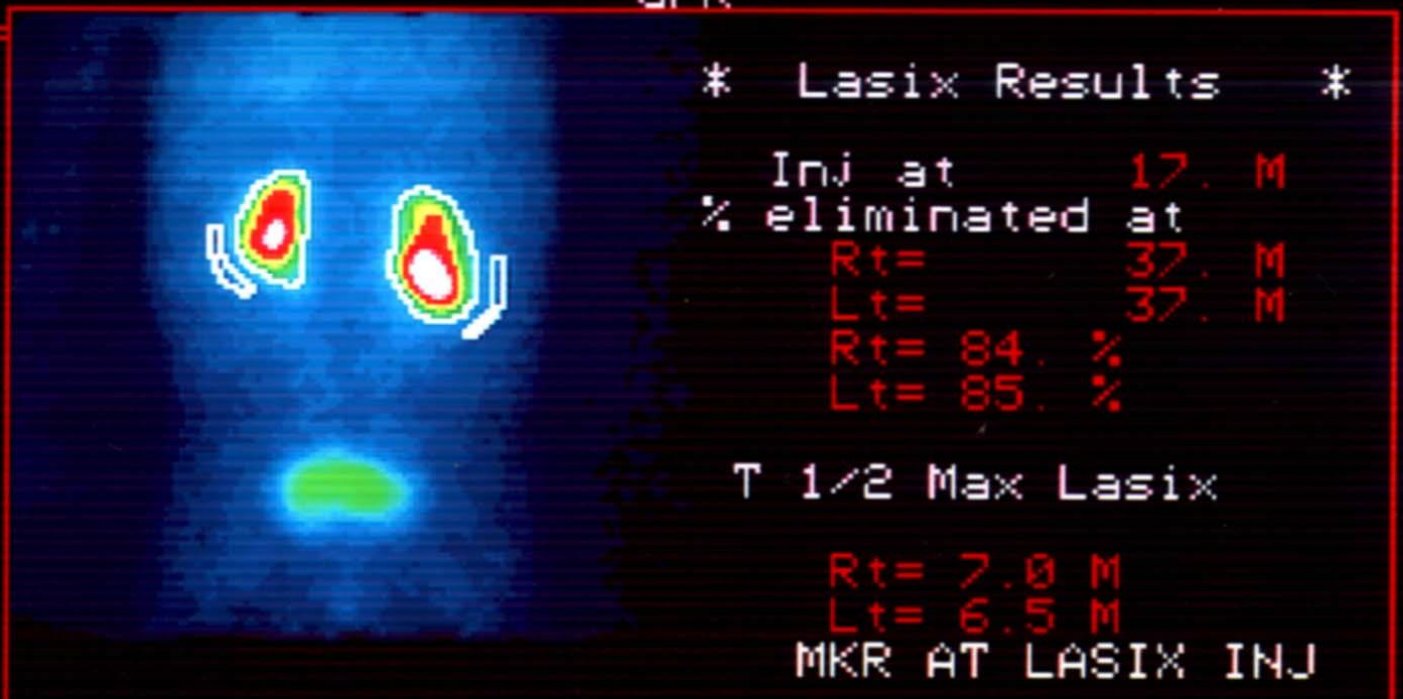 * Lasix Results *
Inj at 17. M
% eliminated at
Rt= 37. M
Lt= 37. M
Rt= 84. %
Lt= 85. %
T 1/2 Max Lasix
Rt= 7.0 M
Lt= 6.5 M
MKR AT LASIX INJ